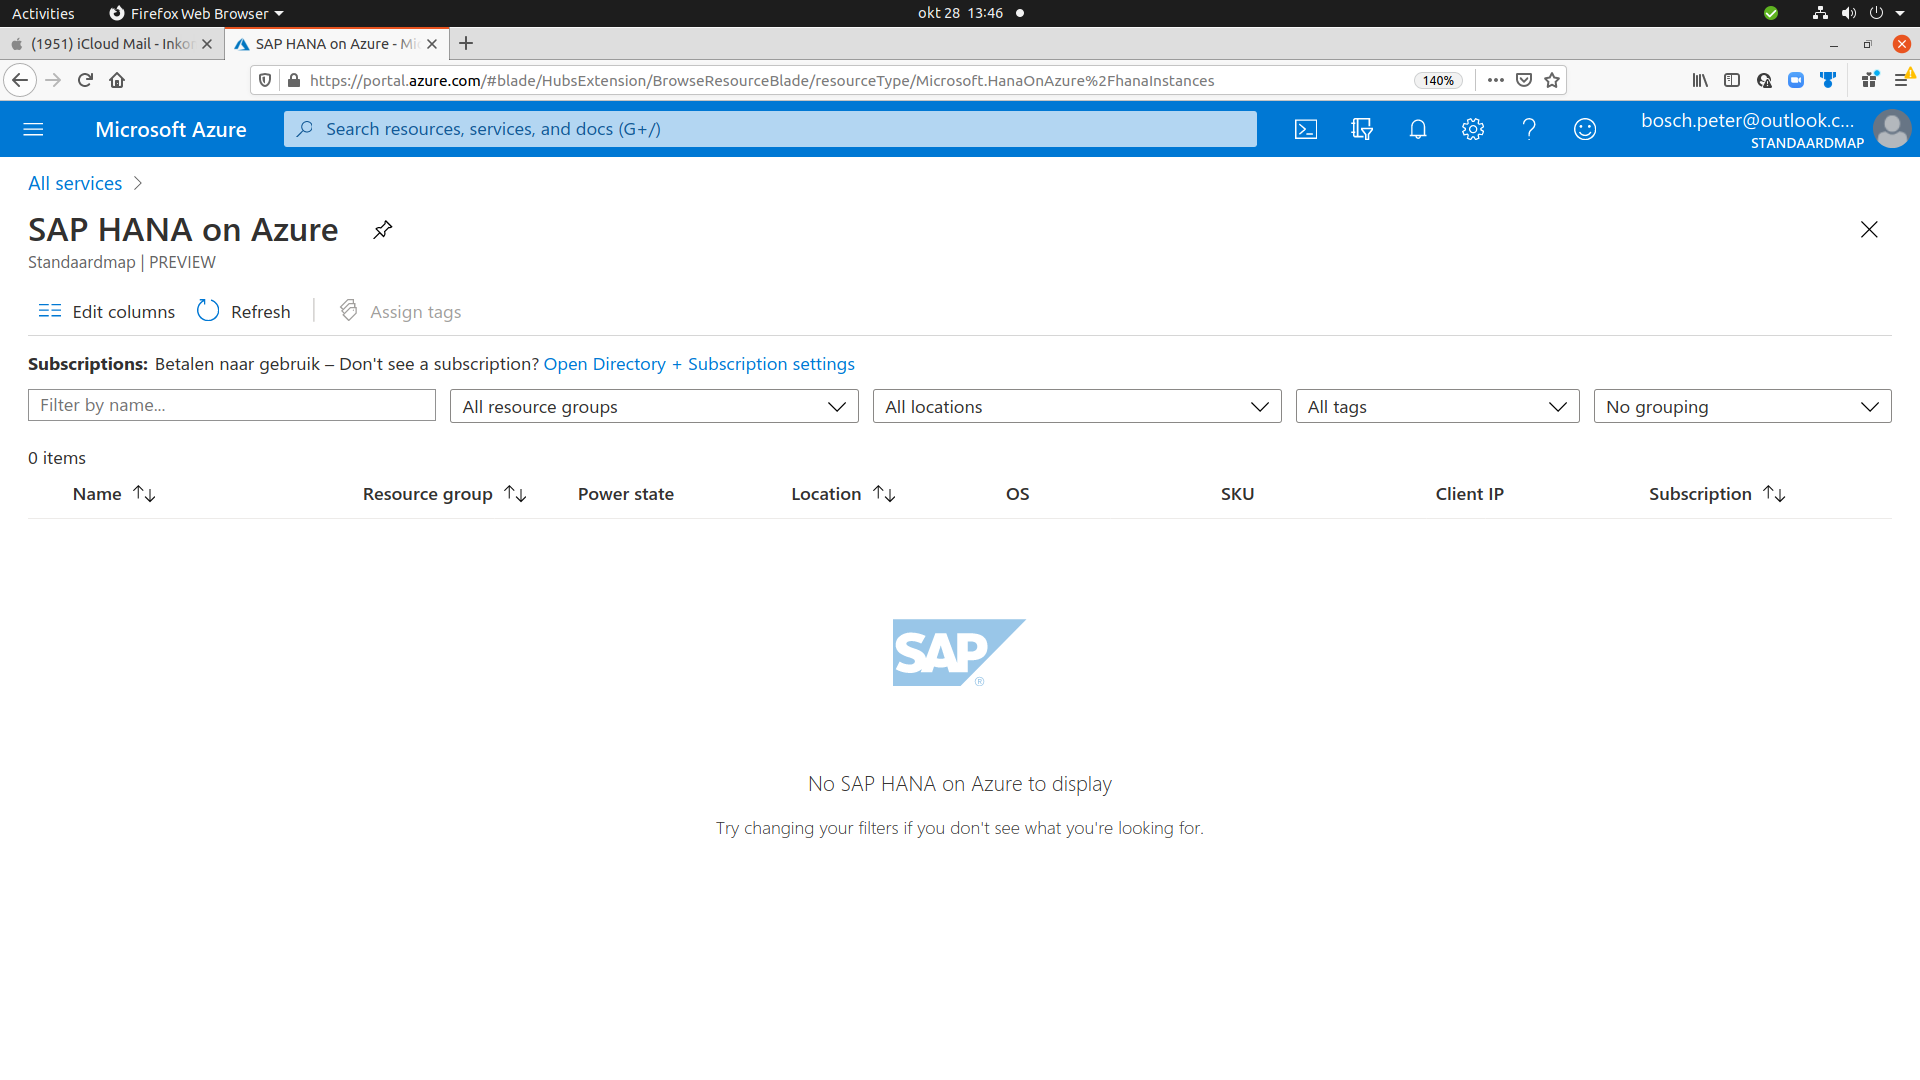 Activities
Firefox Web Browser
okt 28 13:46
(1951) iCloud Mail - Inko
SAP HANA on Azure - Mi
https://portal.azure.com/#blade/HubsExtension/BrowseResourceBlade/resourceType/Microsoft.HanaOnAzure%2FhanaInstances
140%
Microsoft Azure
Search resources, services, and docs (G+/)
bosch.peter@outlook.c...
STANDAARDMAP
All services
SAP HANA on Azure
Standaardmap | PREVIEW
Edit columns
Refresh
Assign tags
Subscriptions: Betalen naar gebruik – Don't see a subscription? Open Directory + Subscription settings
Filter by name...
All resource groups
All locations
All tags
No grouping
0 items
Name
Resource group
Power state
Location
OS
SKU
Client IP
Subscription
SAP ®
No SAP HANA on Azure to display
Try changing your filters if you don't see what you're looking for.